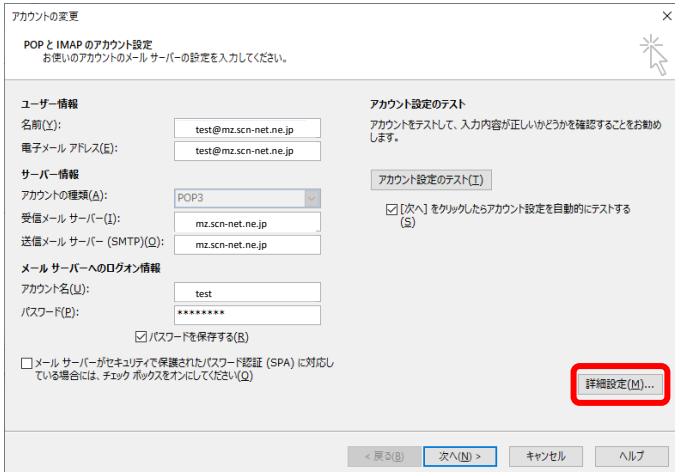 アカウントの変更
POP と IMAP のアカウント設定
お使いのアカウントのメール サーバーの設定を入力してください。
ユーザー情報
名前(Y):
test@mz.scn-net.ne.jp
電子メール アドレス(E):
test@mz.scn-net.ne.jp
サーバー情報
アカウントの種類(A):
POP3
受信メール サーバー(I):
mz.scn-net.ne.jp
送信メール サーバー (SMTP)(O):
mz.scn-net.ne.jp
メール サーバーへのログオン情報
アカウント名(U):
test
パスワード(P):
********
パスワードを保存する(R)
メール サーバーがセキュリティで保護されたパスワード認証 (SPA) に対応し
ている場合には、チェック ボックスをオンにしてください(Q)
アカウント設定のテスト
アカウントをテストして、入力内容が正しいかどうかを確認することをお勧め
します。
アカウント設定のテスト(T)
[次へ] をクリックしたらアカウント設定を自動的にテストする
(S)
詳細設定(M)...
< 戻る(B)
次へ(N) >
キャンセル
ヘルプ